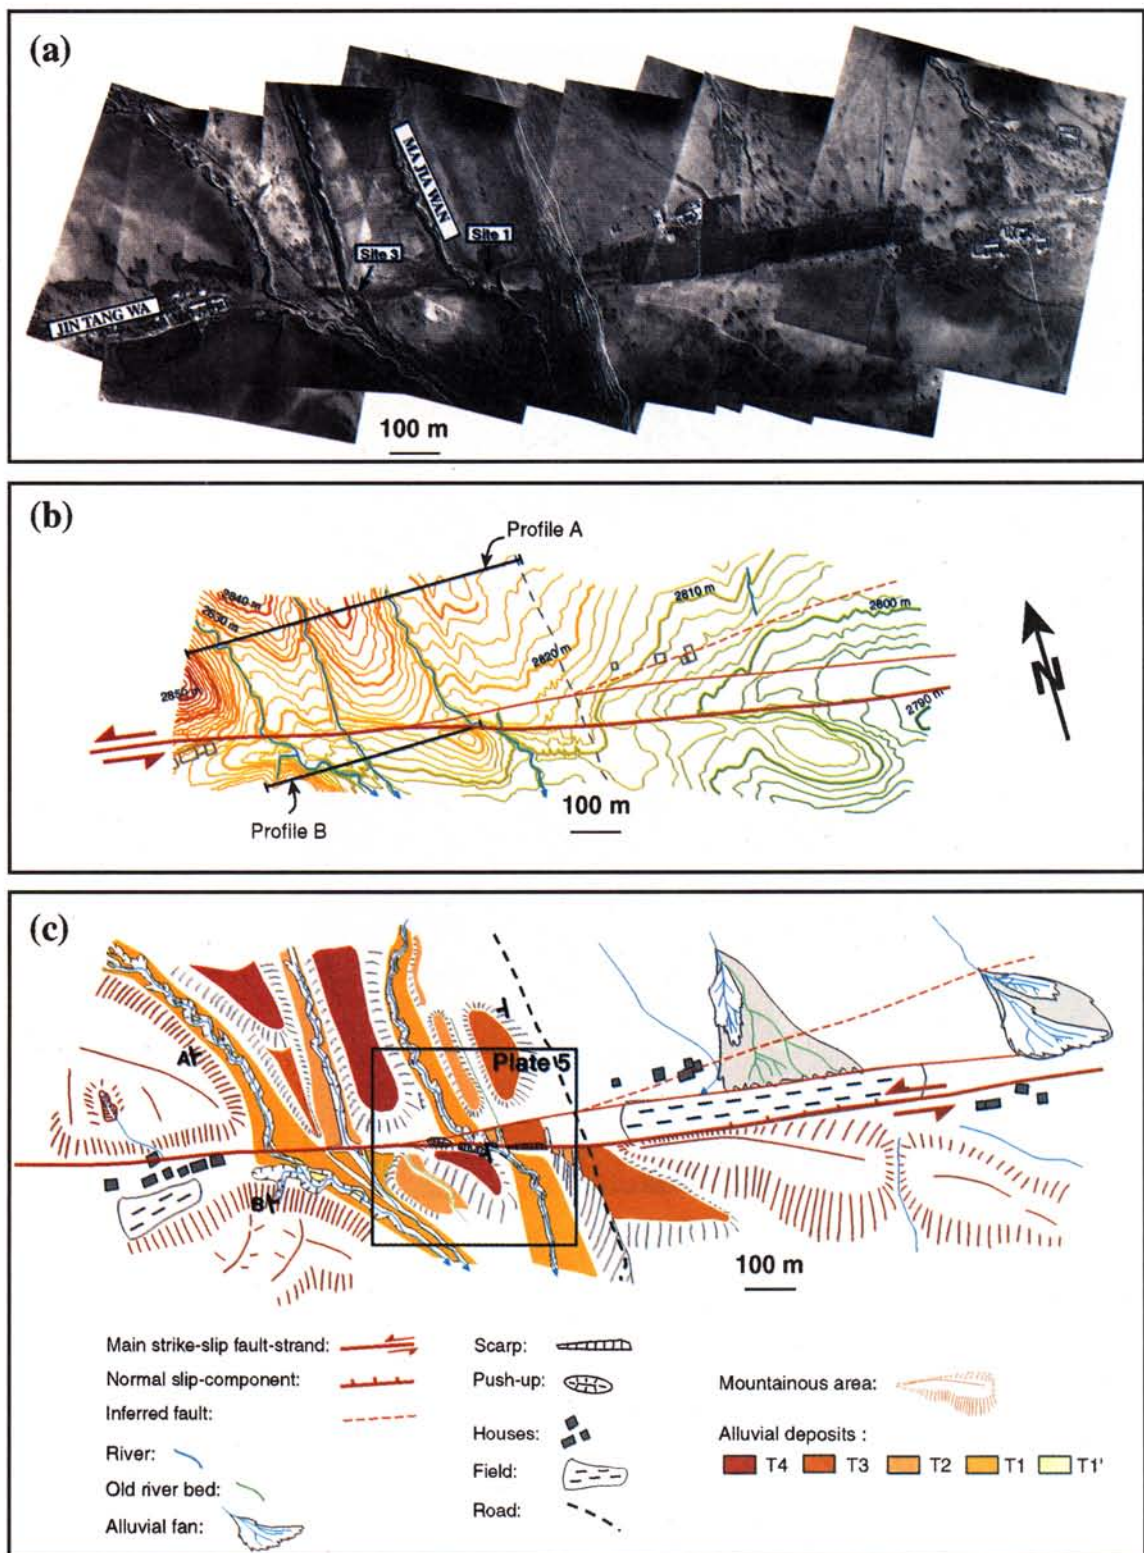 (a)
MA JIA WAN
Site 1
Site 3
JIN TANG WA
100 m
(b)
Profile A
2840 m
2830 m
2810 m
2800 m
2820 m
2850 m
2790 m
N
100 m
Profile B
(c)
A
Plate 5
B
100 m
Main strike-slip fault-strand:
Normal slip-component:
Inferred fault:
River:
Old river bed:
Alluvial fan:
Scarp:
Push-up:
Houses:
Field:
Road:
Mountainous area:
Alluvial deposits :
T4 T3 T2 T1 T1'